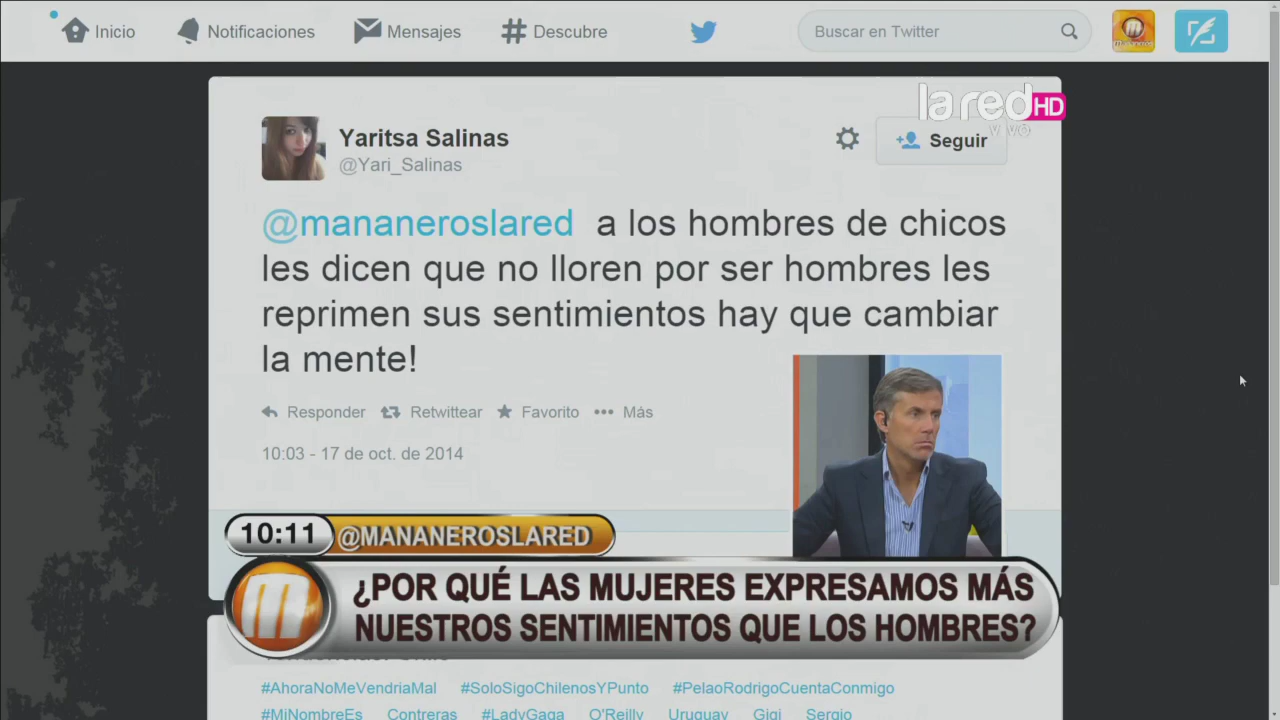 Inicio
Notificaciones
Mensajes
Descubre
Buscar en Twitter
lared HD
vivo
Yaritsa Salinas
@Yari_Salinas
Seguir
@mananeroslared a los hombres de chicos
les dicen que no lloren por ser hombres les
reprimen sus sentimientos hay que cambiar
la mente!
Responder Retwittear Favorito Más
10:03 - 17 de oct. de 2014
10:11 @MANANEROSLARED
m
¿POR QUÉ LAS MUJERES EXPRESAMOS MÁS
NUESTROS SENTIMIENTOS QUE LOS HOMBRES?
#AhoraNoMeVendriaMal #SoloSigoChilenosYPunto #PelaoRodrigoCuentaConmigo
#MiNombreEs Contreras #LadyGaga O'Reilly Uruguay Gigi Sergio